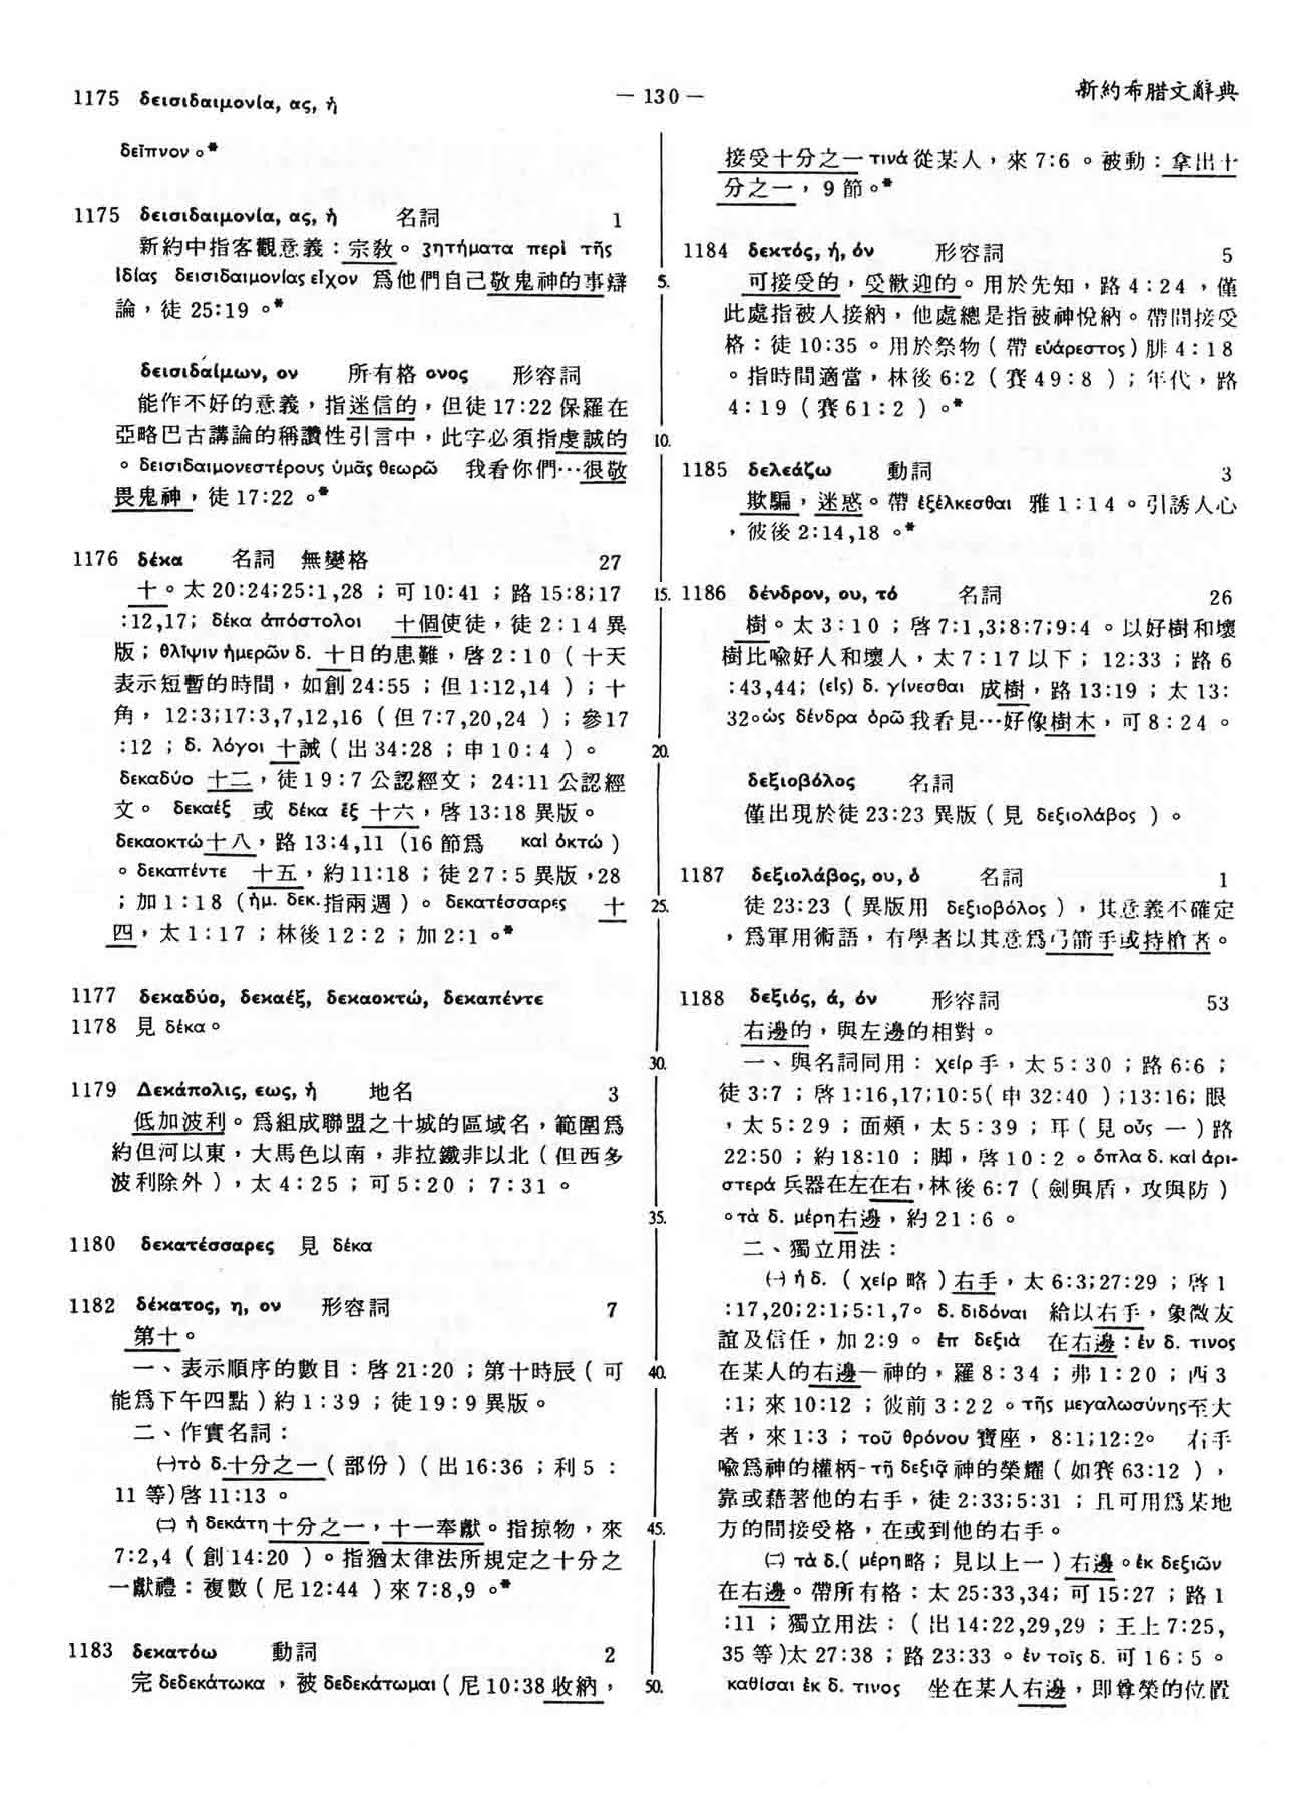 1175 δεισιδαιμονία, ας, ἡ
— 130 —
新約希腊文辭典
δεῖπνον。*
1175 δεισιδαιμονία, ας, ἡ 名詞 1
新約中指客觀意義：宗教。ζητήματα περὶ τῆς
ἰδίας δεισιδαιμονίας εἶχον 爲他們自己敬鬼神的事辯
論，徒 25:19 。*
δεισιδαίμων, ον 所有格 ονος 形容詞
能作不好的意義，指迷信的，但徒 17:22 保羅在
亞略巴古講論的稱讚性引言中，此字必須指虔誠的
。δεισιδαιμονεστέρους ὑμᾶς θεωρῶ 我看你們…很敬
畏鬼神，徒 17:22 。*
1176 δέκα 名詞 無變格 27
十。太 20:24;25:1,28 ；可 10:41 ；路 15:8;17
:12,17; δέκα ἀπόστολοι 十個使徒，徒 2:14 異
版；θλῖψιν ἡμερῶν δ. 十日的患難，啓 2:10（十天
表示短暫的時間，如創 24:55 ；但 1:12,14 ）；十
角，12:3;17:3,7,12,16（但 7:7,20,24 ）；參17
:12 ；δ. λόγοι 十誡（出 34:28 ；申 10:4 ）。
δεκαδύο 十二，徒 19:7 公認經文；24:11 公認經
文。 δεκαέξ 或 δέκα ἕξ 十六，啓 13:18 異版。
δεκαοκτώ 十八，路 13:4,11（16 節爲 καὶ ὀκτώ ）
。δεκαπέντε 十五，約 11:18 ；徒 27:5 異版，28
；加 1:18（ἡμ. δεκ. 指兩週）。δεκατέσσαρες 十
四，太 1:17 ；林後 12:2 ；加 2:1 。*
1177 δεκαδύο, δεκαέξ, δεκαοκτώ, δεκαπέντε
1178 見 δέκα。
1179 Δεκάπολις, εως, ἡ 地名 3
低加波利。爲組成聯盟之十城的區域名，範圍爲
約但河以東，大馬色以南，非拉鐵非以北（但西多
波利除外），太 4:25 ；可 5:20 ；7:31 。
1180 δεκατέσσαρες 見 δέκα
1182 δέκατος, η, ον 形容詞 7
第十。
一、表示順序的數目：啓 21:20 ；第十時辰（可
能爲下午四點）約 1:39 ；徒 19:9 異版。
二、作實名詞：
㈠τὸ δ.十分之一（部份）（出 16:36 ；利 5：
11 等)啓 11:13 。
㈡ ἡ δεκάτη 十分之一，十一奉獻。指掠物，來
7:2,4（創 14:20 ）。指猶太律法所規定之十分之
一獻禮：複數（尼 12:44 ）來 7:8,9 。*
1183 δεκατόω 動詞 2
完 δεδεκάτωκα ，被 δεδεκάτωμαι（尼 10:38 收納，
接受十分之一 τινά 從某人，來 7:6 。被動：拿出十
分之一，9 節。*
1184 δεκτός, ή, όν 形容詞 5
5. 可接受的，受歡迎的。用於先知，路 4:24 ，僅
此處指被人接納，他處總是指被神悅納。帶間接受
格：徒 10:35 。用於祭物（帶 εὐάρεστος）腓 4:18
。指時間適當，林後 6:2（賽 49:8 ）；年代，路
4:19（賽 61:2 ）。*
10.
1185 δελεάζω 動詞 3
欺騙，迷惑。帶 ἐξέλκεσθαι 雅 1:14 。引誘人心
，彼後 2:14,18 。*
15. 1186 δένδρον, ου, τό 名詞 26
樹。太 3:10 ；啓 7:1,3;8:7;9:4 。以好樹和壞
樹比喻好人和壞人，太 7:17 以下；12:33 ；路 6
:43,44; (εἰς) δ. γίνεσθαι 成樹，路 13:19 ；太 13:
32。ὡς δένδρα ὁρῶ 我看見…好像樹木，可 8:24 。
20.
δεξιοβόλος 名詞
僅出現於徒 23:23 異版（見 δεξιολάβος ）。
1187 δεξιολάβος, ου, ὁ 名詞 1
25. 徒 23:23（異版用 δεξιοβόλος），其意義不確定
，爲軍用術語，有學者以其意爲弓箭手或持槍者。
1188 δεξιός, ά, όν 形容詞 53
右邊的，與左邊的相對。
30. 一、與名詞同用：χείρ 手，太 5:30 ；路 6:6 ；
徒 3:7 ；啓 1:16,17;10:5(申 32:40 );13:16; 眼
，太 5:29 ；面頰，太 5:39 ；耳（見 οὖς 一）路
22:50 ；約 18:10 ；脚，啓 10:2 。ὅπλα δ. καὶ ἀρι-
στερά 兵器在左在右，林後 6:7（劍與盾，攻與防）
35. 。τὰ δ. μέρη 右邊，約 21:6 。
二、獨立用法：
㈠ ἡ δ.（χείρ 略）右手，太 6:3;27:29 ；啓 1
:17,20;2:1;5:1,7。δ. διδόναι 給以右手，象徵友
誼及信任，加 2:9 。ἐπ δεξιὰ 在右邊：ἐν δ. τινος
40. 在某人的右邊—神的，羅 8:34 ；弗 1:20 ；西 3
:1; 來 10:12 ；彼前 3:22 。τῆς μεγαλωσύνης 至大
者，來 1:3 ；τοῦ θρόνου 寶座，8:1;12:2。 右手
喻爲神的權柄-τῇ δεξιᾷ 神的榮耀（如賽 63:12 ），
靠或藉著他的右手，徒 2:33;5:31 ；且可用爲某地
45. 方的間接受格，在或到他的右手。
㈡ τὰ δ.（μέρη 略；見以上一）右邊。ἐκ δεξιῶν
在右邊。帶所有格：太 25:33,34; 可 15:27 ；路 1
:11 ；獨立用法：（出 14:22,29,29 ；王上 7:25,
35 等)太 27:38 ；路 23:33 。ἐν τοῖς δ. 可 16:5 。
50. καθίσαι ἐκ δ. τινος 坐在某人右邊，即尊榮的位置